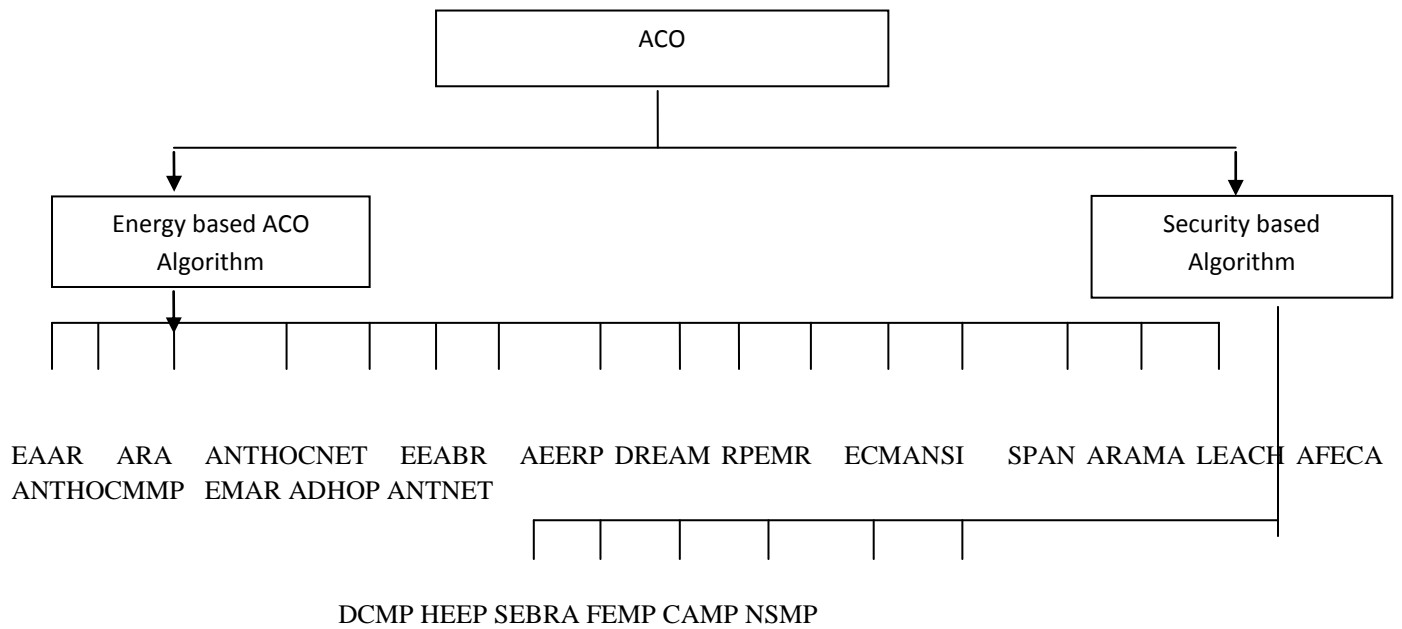 ACO
Energy based ACO
Algorithm
Security based
Algorithm
EAAR ARA ANTHOCNET EEABR AEERP DREAM RPEMR ECMANSI SPAN ARAMA LEACH AFECA
ANTHOCMMP EMAR ADHOP ANTNET
DCMP HEEP SEBRA FEMP CAMP NSMP